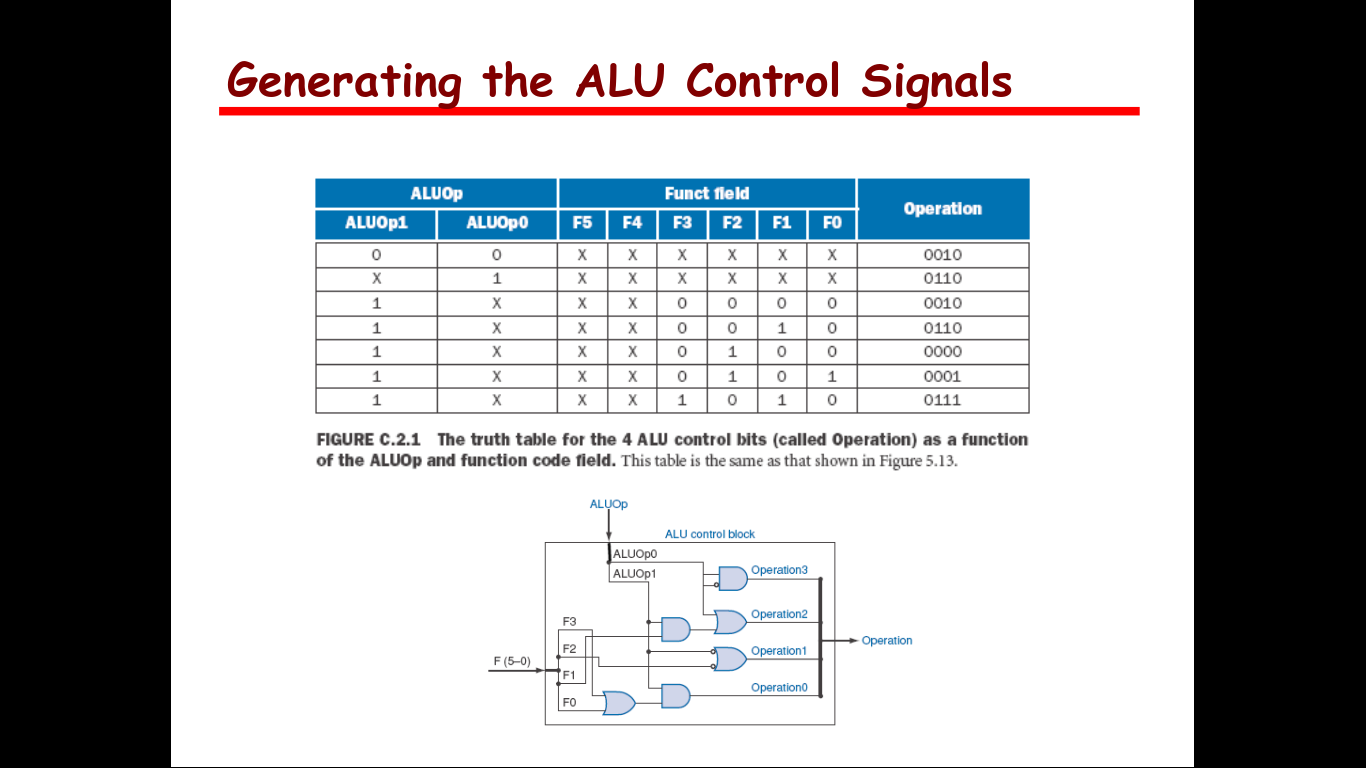 Generating the ALU Control Signals
ALUOp Funct field Operation
ALUOp1 ALUOp0 F5 F4 F3 F2 F1 F0
0 0 X X X X X X 0010
X 1 X X X X X X 0110
1 X X X 0 0 0 0 0010
1 X X X 0 0 1 0 0110
1 X X X 0 1 0 0 0000
1 X X X 0 1 0 1 0001
1 X X X 1 0 1 0 0111
FIGURE C.2.1 The truth table for the 4 ALU control bits (called Operation) as a function
of the ALUOp and function code field. This table is the same as that shown in Figure 5.13.
ALUOp
ALU control block
ALUOp0
ALUOp1
Operation3
Operation2
F3
Operation
F2
Operation1
F (5–0)
F1
Operation0
F0